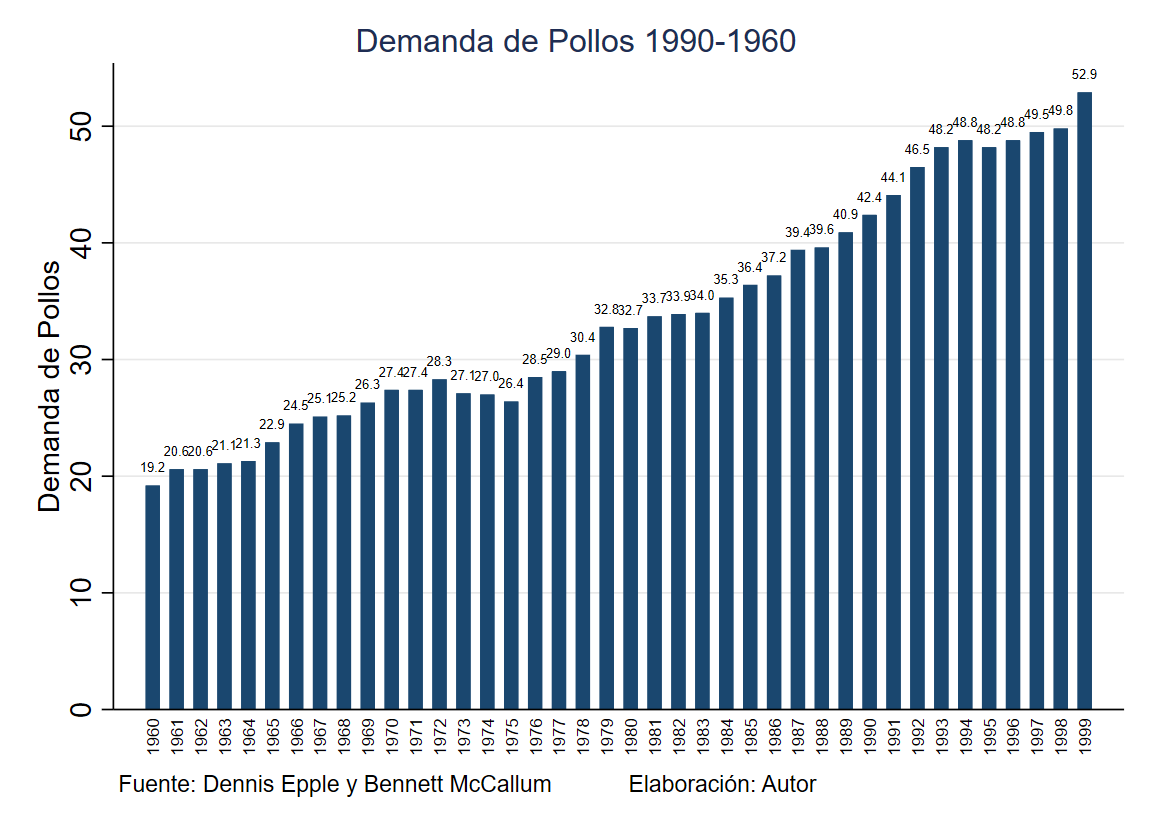 Demanda de Pollos 1990-1960
Demanda de Pollos
50
40
30
20
10
0
19.2 20.6 20.6 21.1 21.3 22.9 24.5 25.1 25.2 26.3 27.4 27.4 28.3 27.1 27.0 26.4 28.5 29.0 30.4 32.8 32.7 33.7 33.9 34.0 35.3 36.4 37.2 39.4 39.6 40.9 42.4 44.1 46.5 48.2 48.8 48.2 48.8 49.5 49.8 52.9
1960 1961 1962 1963 1964 1965 1966 1967 1968 1969 1970 1971 1972 1973 1974 1975 1976 1977 1978 1979 1980 1981 1982 1983 1984 1985 1986 1987 1988 1989 1990 1991 1992 1993 1994 1995 1996 1997 1998 1999
Fuente: Dennis Epple y Bennett McCallum Elaboración: Autor